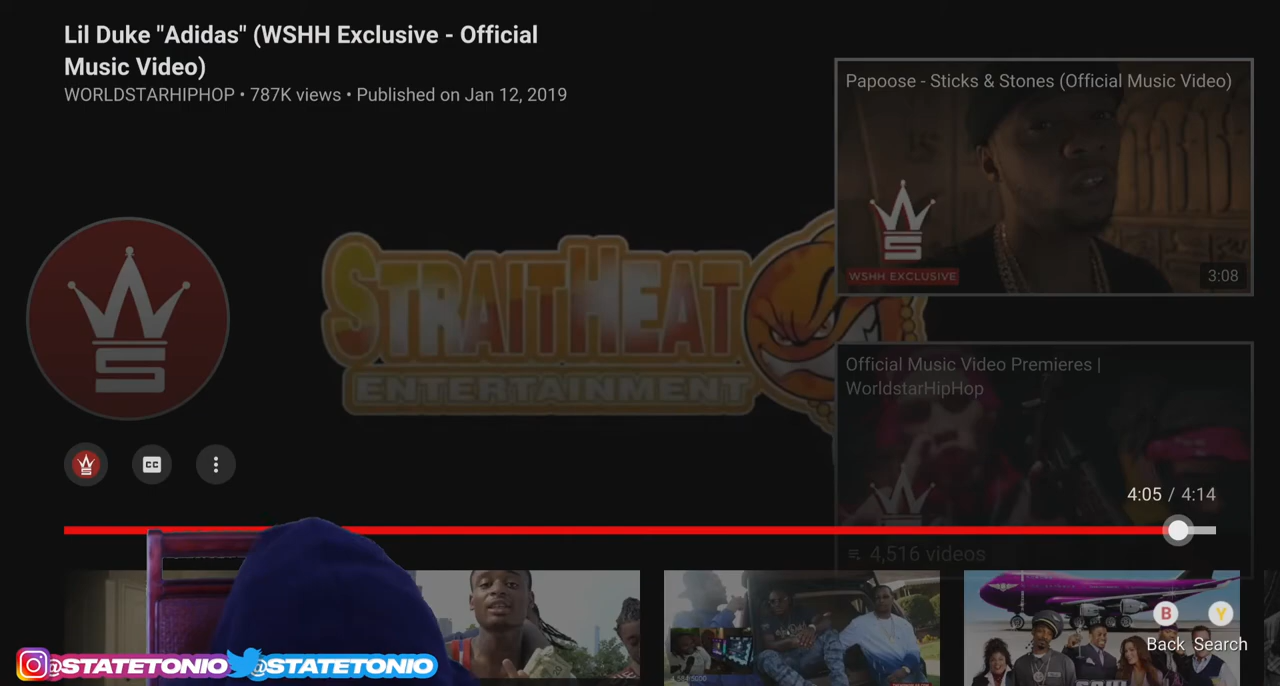 Lil Duke "Adidas" (WSHH Exclusive - Official
Music Video)
WORLDSTARHIPHOP • 787K views • Published on Jan 12, 2019
Papoose - Sticks & Stones (Official Music Video)
WSHH EXCLUSIVE
3:08
STRAITHEAT
ENTERTAINMENT
Official Music Video Premieres |
WorldstarHipHop
CC
4:05 / 4:14
4,516 videos
B
Y
Back Search
@STATETONIO
@STATETONIO